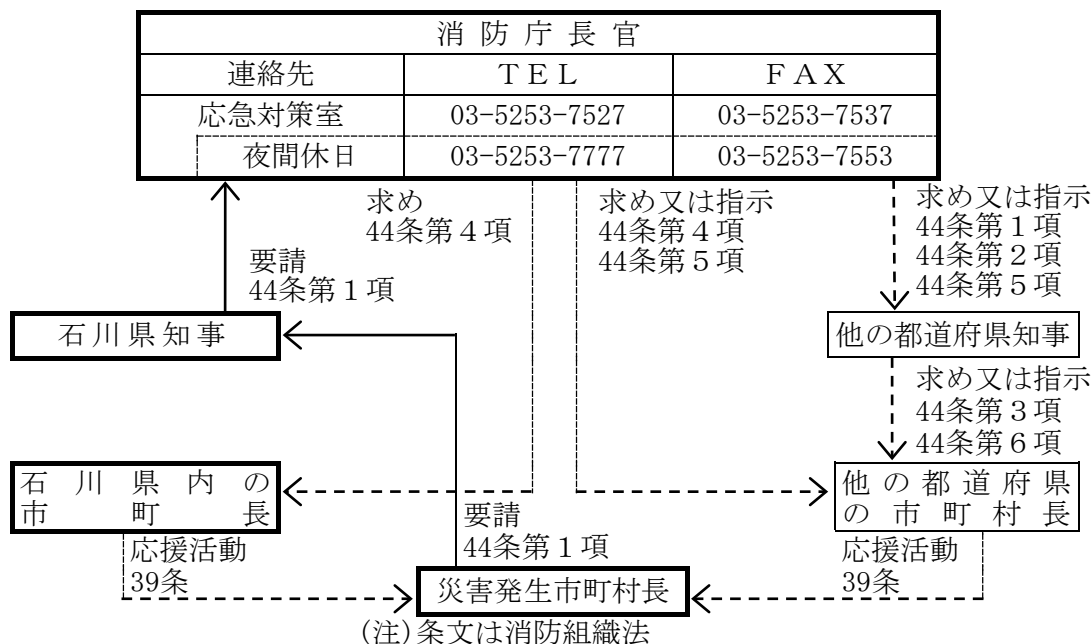 消防庁長官
連絡先 TEL FAX
応急対策室 03-5253-7527 03-5253-7537
夜間休日 03-5253-7777 03-5253-7553
求め
44条第4項
求め又は指示
44条第4項
44条第5項
求め又は指示
44条第1項
44条第2項
44条第5項
要請
44条第1項
石川県知事
他の都道府県知事
求め又は指示
44条第3項
44条第6項
石川県内の
市町長
他の都道府県
の市町村長
要請
44条第1項
応援活動
39条
応援活動
39条
災害発生市町村長
(注)条文は消防組織法